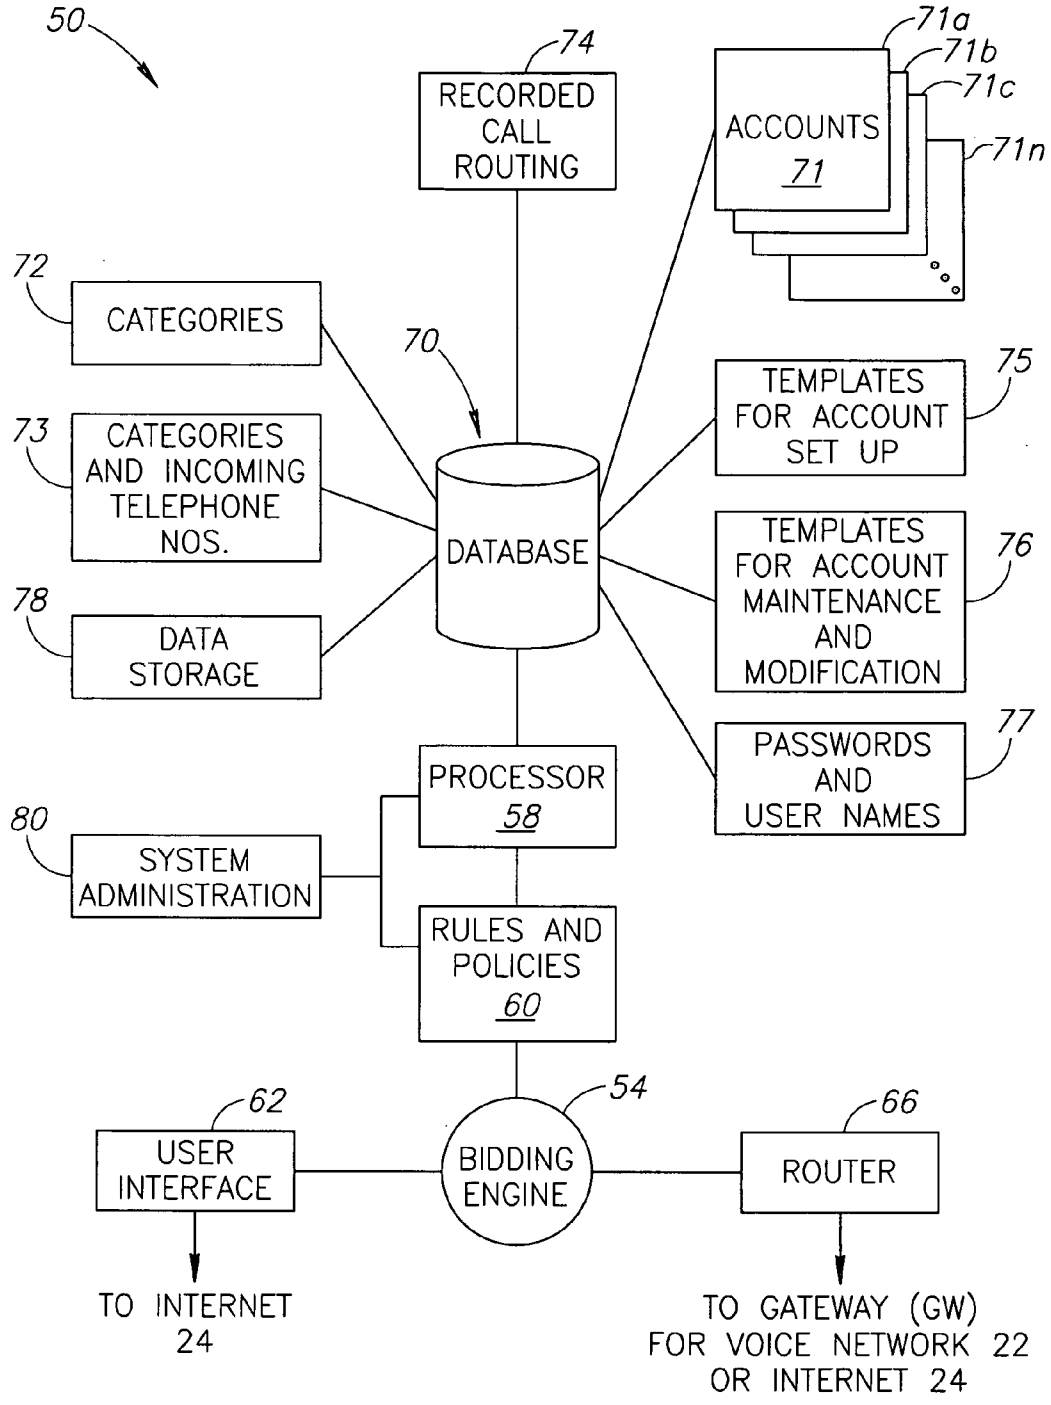 50
74
RECORDED
CALL
ROUTING
71a
71b
71c
71n
ACCOUNTS
71
72
CATEGORIES
70
73
CATEGORIES
AND INCOMING
TELEPHONE
NOS.
75
TEMPLATES
FOR ACCOUNT
SET UP
DATABASE
76
TEMPLATES
FOR ACCOUNT
MAINTENANCE
AND
MODIFICATION
78
DATA
STORAGE
77
PASSWORDS
AND
USER NAMES
PROCESSOR
58
80
SYSTEM
ADMINISTRATION
RULES AND
POLICIES
60
62
USER
INTERFACE
54
BIDDING
ENGINE
66
ROUTER
TO INTERNET
24
TO GATEWAY (GW)
FOR VOICE NETWORK 22
OR INTERNET 24